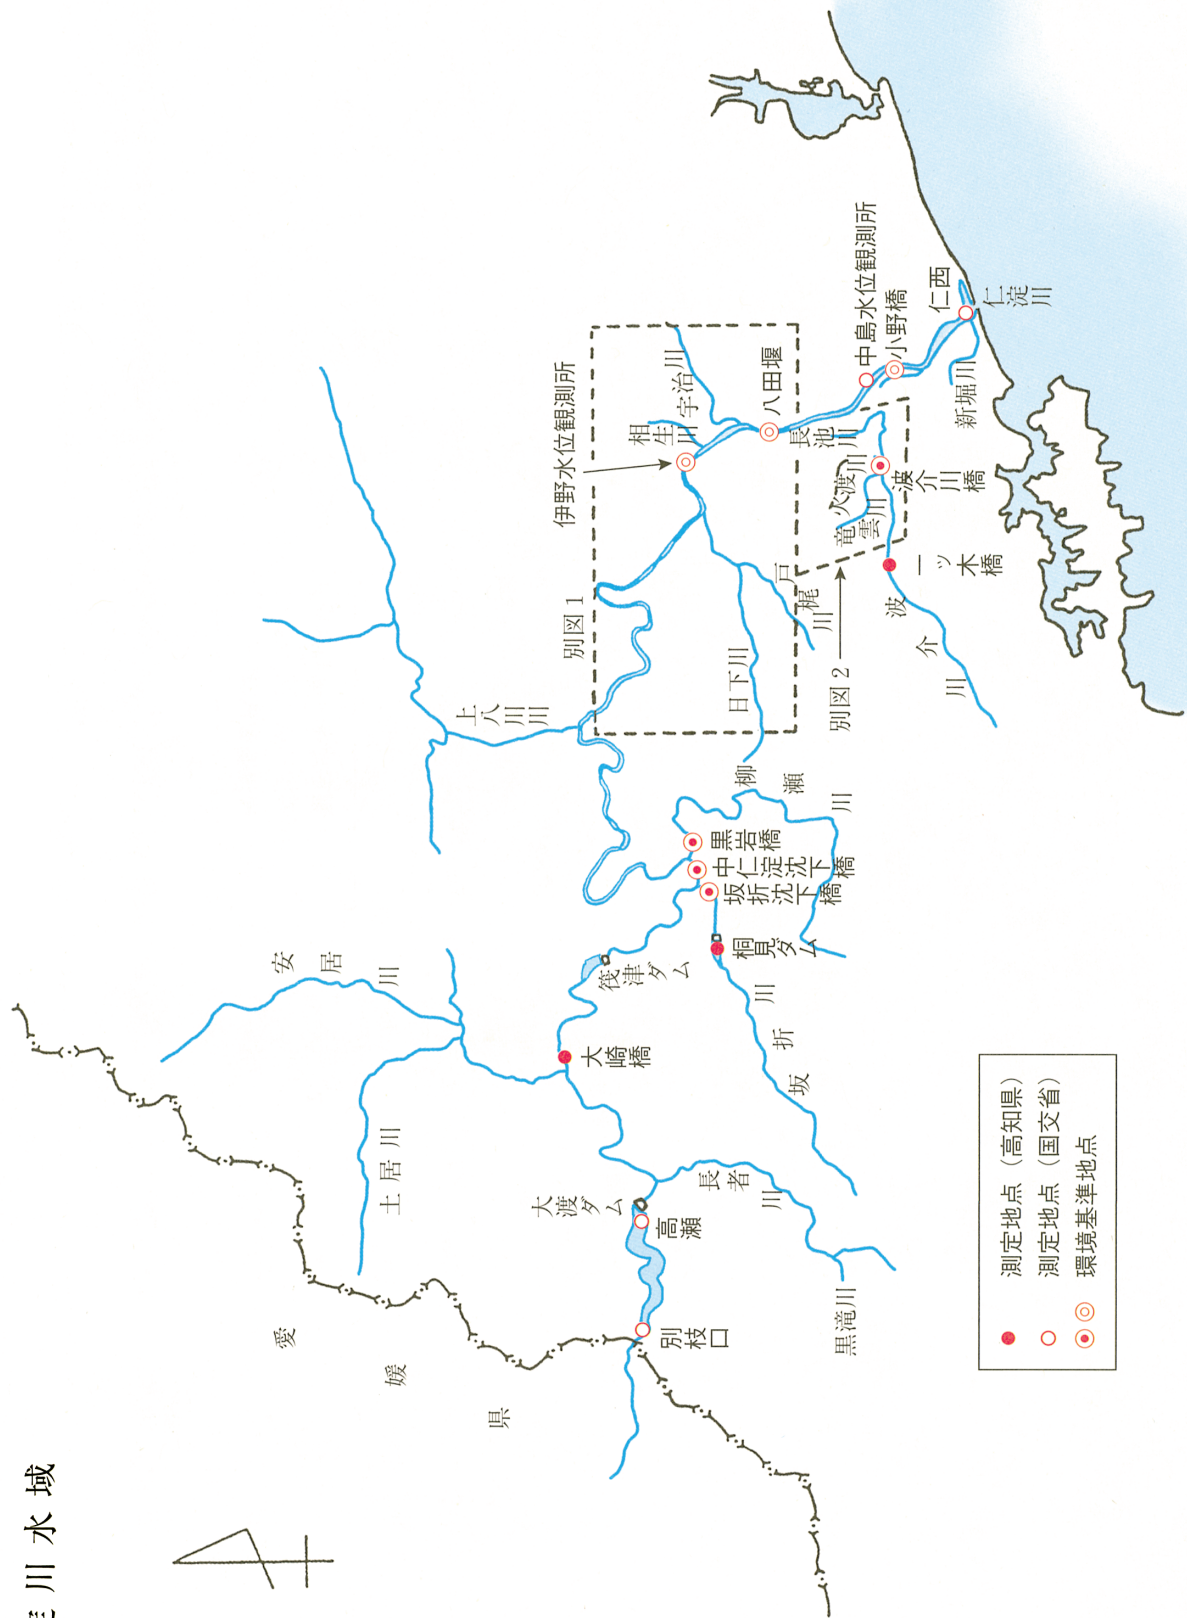 川水域
愛媛県
安居川
土居川
上八川川
別図1
伊野水位観測所
相生川
宇治川
八田堰
中島水位観測所
小野橋
仁西
仁淀川
新堀川
長池川
火渡川
竜雲川
波介川橋
一ツ木橋
波介川
別図2
戸梶川
日下川
柳瀬川
黒岩橋
中仁淀沈下橋
坂折沈下橋
桐見ダム
坂折川
筏津ダム
大崎橋
長者川
大渡ダム
高瀬
別枝口
黒滝川
測定地点（高知県）
測定地点（国交省）
環境基準地点